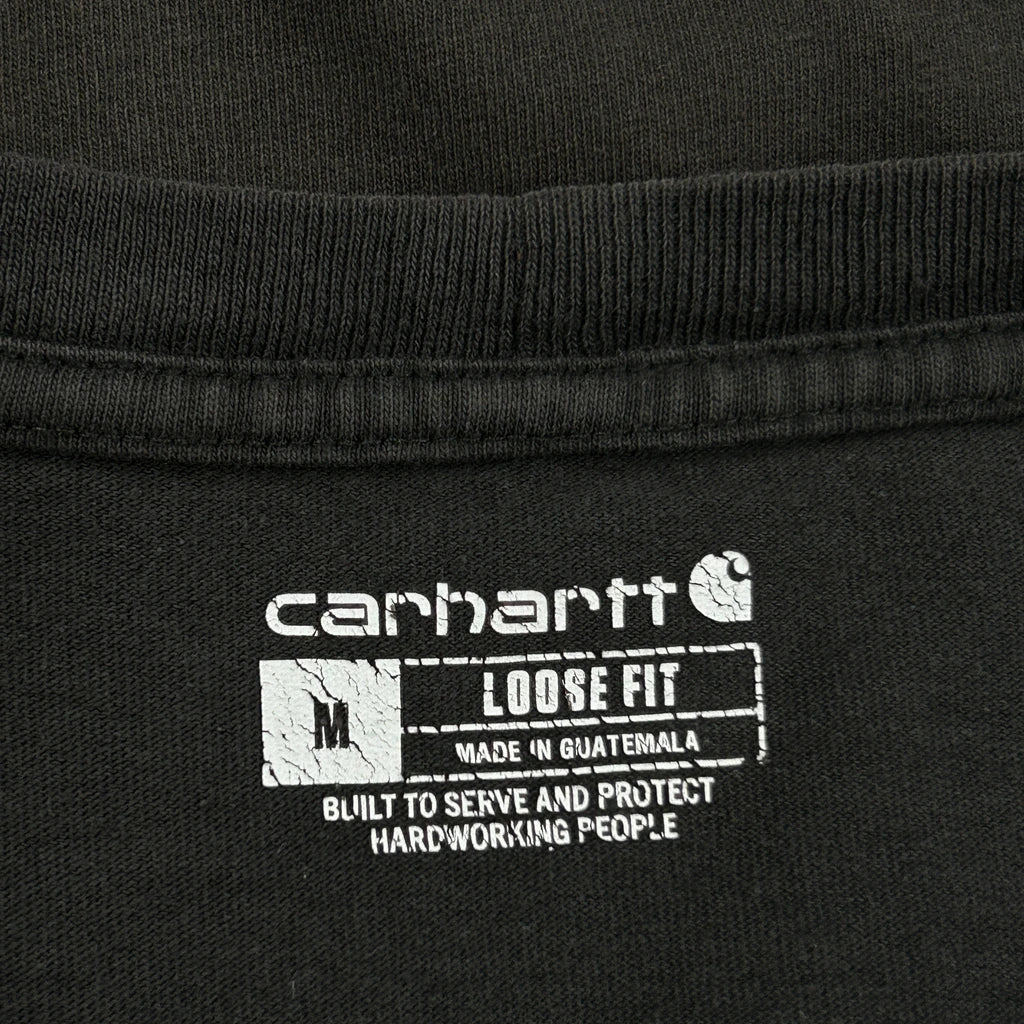 carhartt
M
LOOSE FIT
MADE IN GUATEMALA
BUILT TO SERVE AND PROTECT
HARDWORKING PEOPLE